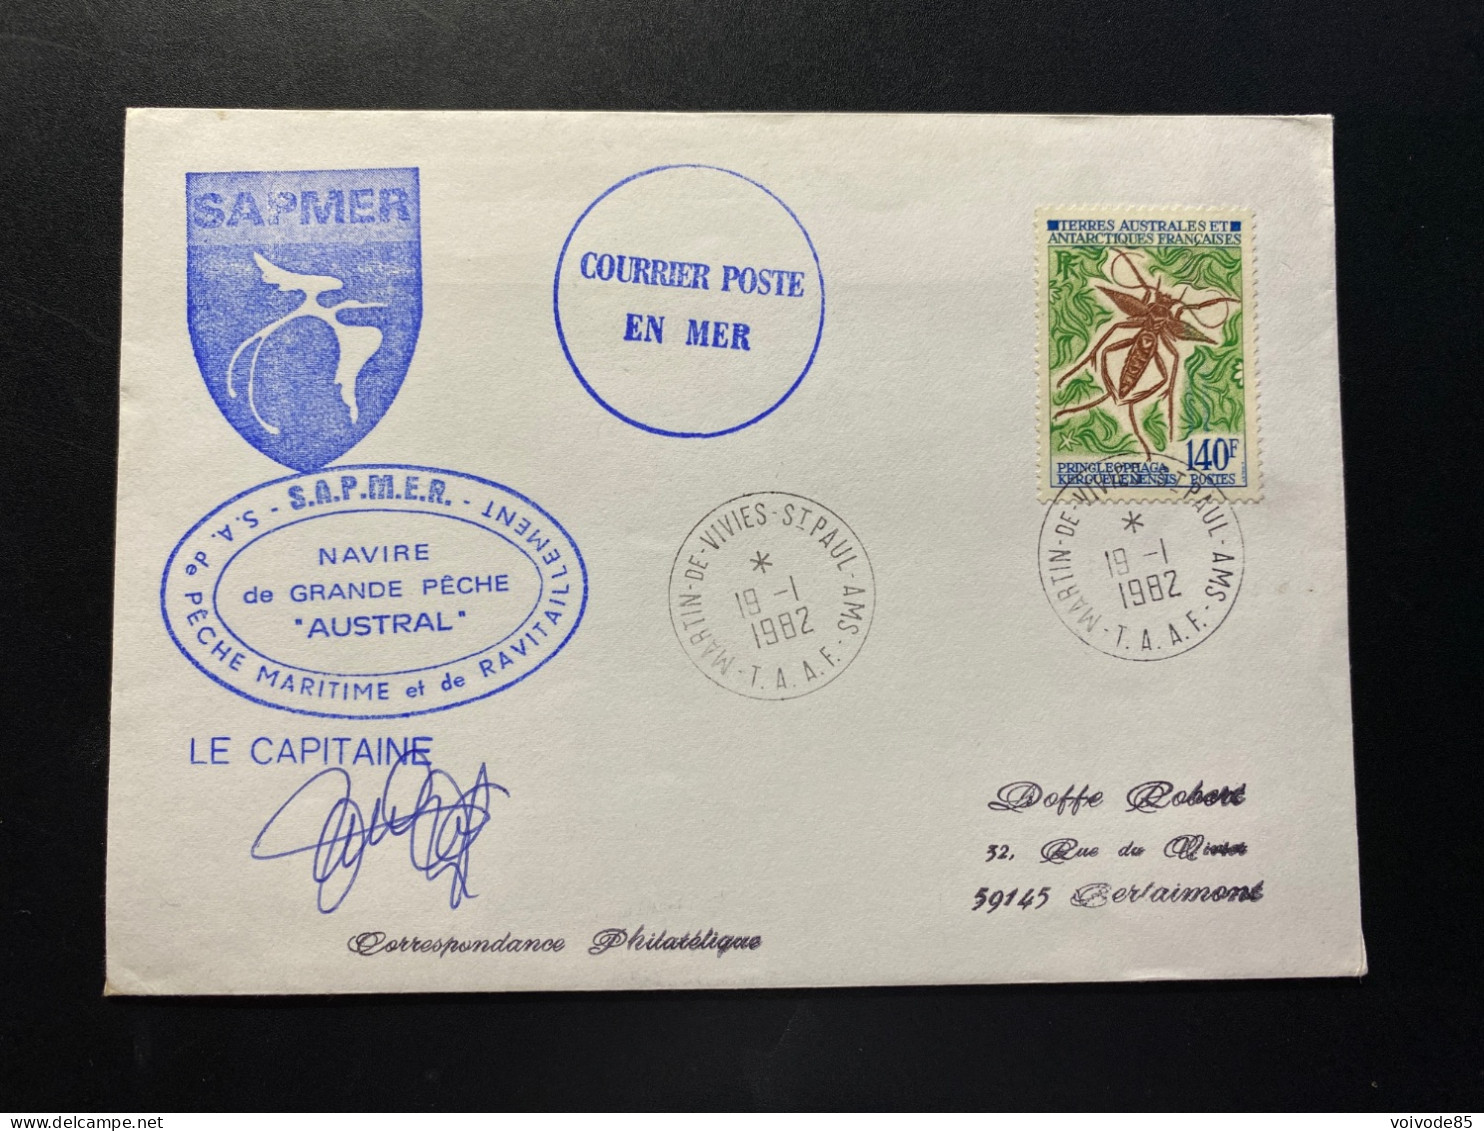 SAPMER
COURRIER POSTE
EN MER
TERRES AUSTRALES ET
ANTARCTIQUES FRANÇAISES
RF
140F
PRINGLEOPHAGA
KERGUELENENSIS POSTES
S.A.P.M.E.R. - S.A. de PÊCHE MARITIME et de RAVITAILLEMENT -
NAVIRE
de GRANDE PÊCHE
"AUSTRAL"
LE CAPITAINE
MARTIN-DE-VIVIES-ST PAUL-AMS-
19 -1
1982
T.A.A.F.
MARTIN-DE-VIVIES-ST PAUL-AMS-
19 -1
1982
T.A.A.F.
Doffe Robert
32, Rue du
59145 Berlaimont
Correspondance Philatélique
voivode85